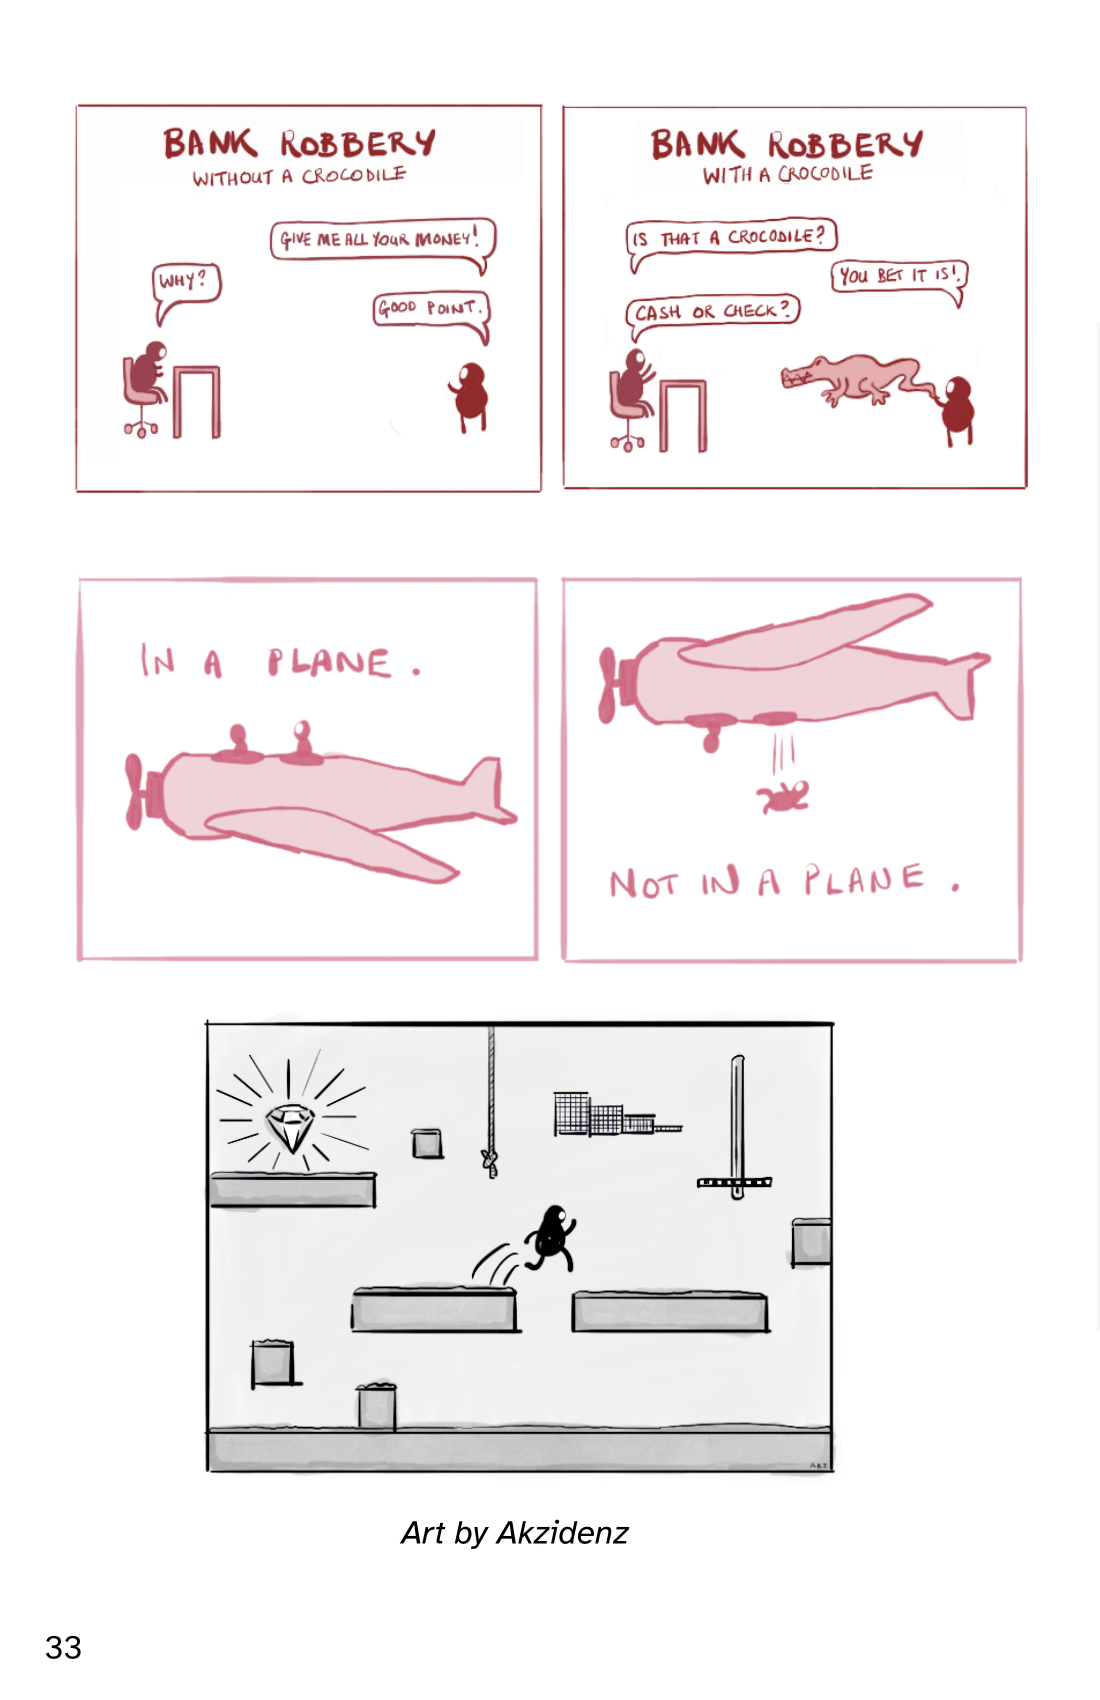 BANK ROBBERY
WITHOUT A CROCODILE
GIVE ME ALL YOUR MONEY!
WHY?
GOOD POINT.
BANK ROBBERY
WITH A CROCODILE
IS THAT A CROCODILE?
YOU BET IT IS!
CASH OR CHECK?
IN A PLANE.
NOT IN A PLANE.
AKZ
Art by Akzidenz
33